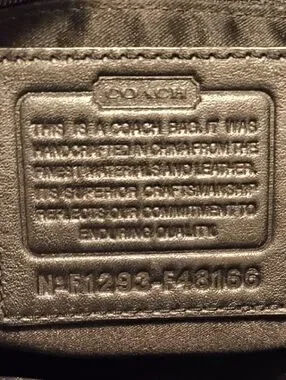 COACH
THIS IS A COACH BAG. IT WAS
HANDCRAFTED IN CHINA FROM THE
FINEST MATERIALS AND LEATHER.
ITS SUPERIOR CRAFTSMANSHIP
REFLECTS OUR COMMITMENT TO
ENDURING QUALITY.
Nº F1293-F48166